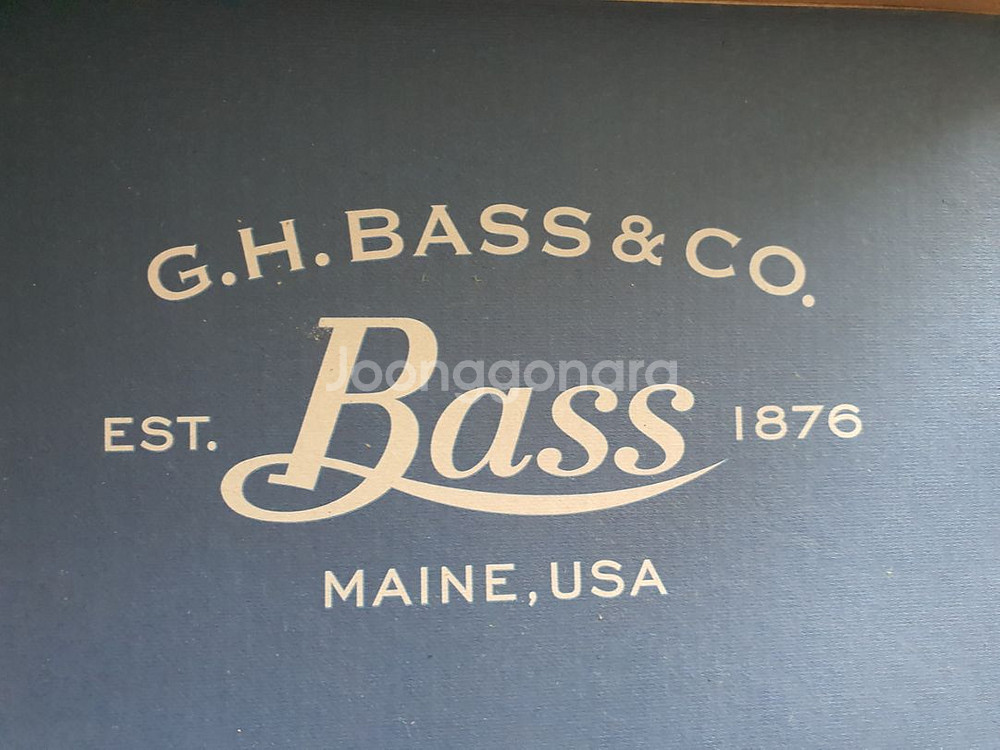 G.H. BASS & CO.
Bass
Joonggonara
EST. 1876
MAINE, USA